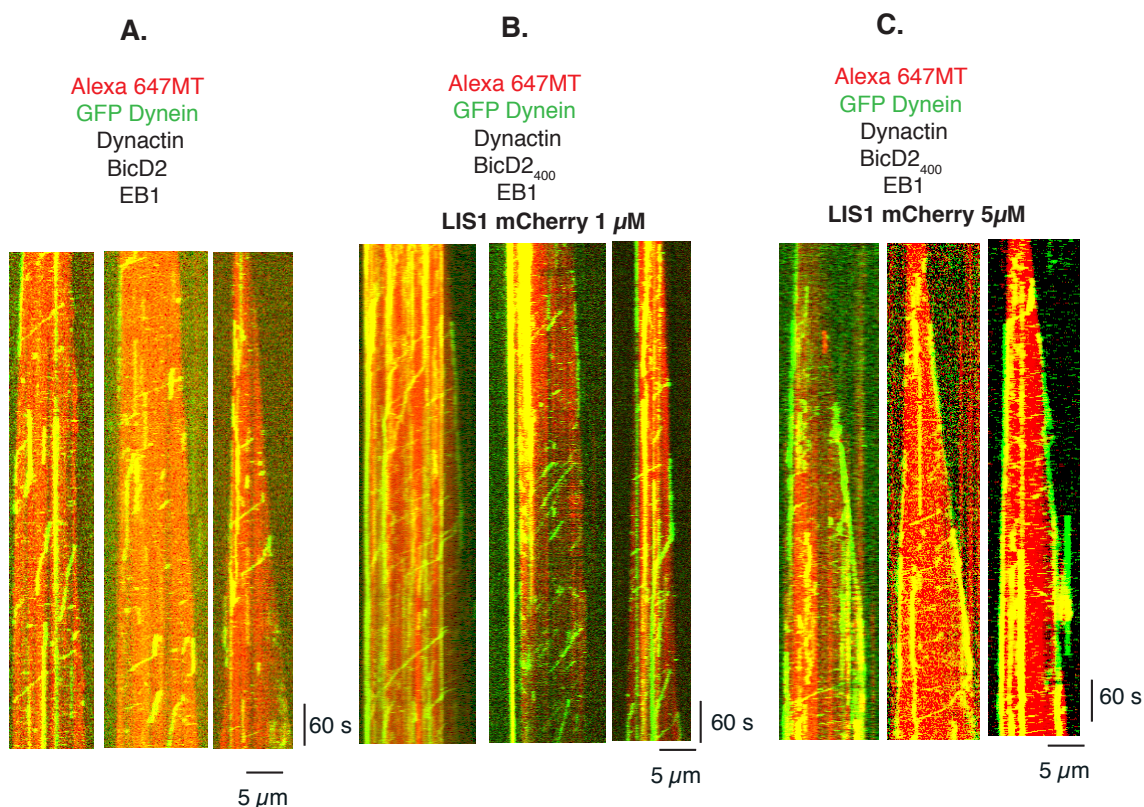 A.
Alexa 647MT
GFP Dynein
Dynactin
BicD2
EB1
60 s
5 µm
B.
Alexa 647MT
GFP Dynein
Dynactin
BicD2₄₀₀
EB1
LIS1 mCherry 1 µM
60 s
5 µm
C.
Alexa 647MT
GFP Dynein
Dynactin
BicD2₄₀₀
EB1
LIS1 mCherry 5µM
60 s
5 µm